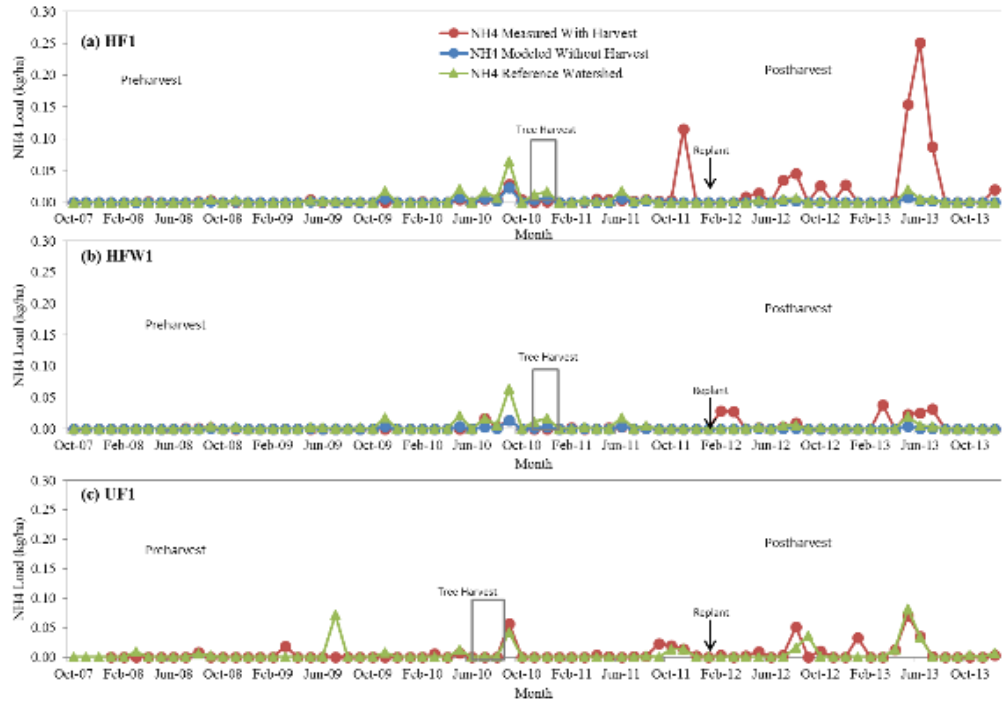 (a) HF1
NH4 Measured With Harvest
NH4 Modeled Without Harvest
NH4 Reference Watershed
Preharvest
Postharvest
Tree Harvest
Replant
NH4 Load (kg/ha)
0.30
0.25
0.20
0.15
0.10
0.05
0.00
Oct-07 Feb-08 Jun-08 Oct-08 Feb-09 Jun-09 Oct-09 Feb-10 Jun-10 Oct-10 Feb-11 Jun-11 Oct-11 Feb-12 Jun-12 Oct-12 Feb-13 Jun-13 Oct-13
Month
(b) HFW1
Preharvest
Postharvest
Tree Harvest
Replant
NH4 Load (kg/ha)
0.30
0.25
0.20
0.15
0.10
0.05
0.00
Oct-07 Feb-08 Jun-08 Oct-08 Feb-09 Jun-09 Oct-09 Feb-10 Jun-10 Oct-10 Feb-11 Jun-11 Oct-11 Feb-12 Jun-12 Oct-12 Feb-13 Jun-13 Oct-13
Month
(c) UF1
Preharvest
Postharvest
Tree Harvest
Replant
NH4 Load (kg/ha)
0.30
0.25
0.20
0.15
0.10
0.05
0.00
Oct-07 Feb-08 Jun-08 Oct-08 Feb-09 Jun-09 Oct-09 Feb-10 Jun-10 Oct-10 Feb-11 Jun-11 Oct-11 Feb-12 Jun-12 Oct-12 Feb-13 Jun-13 Oct-13
Month